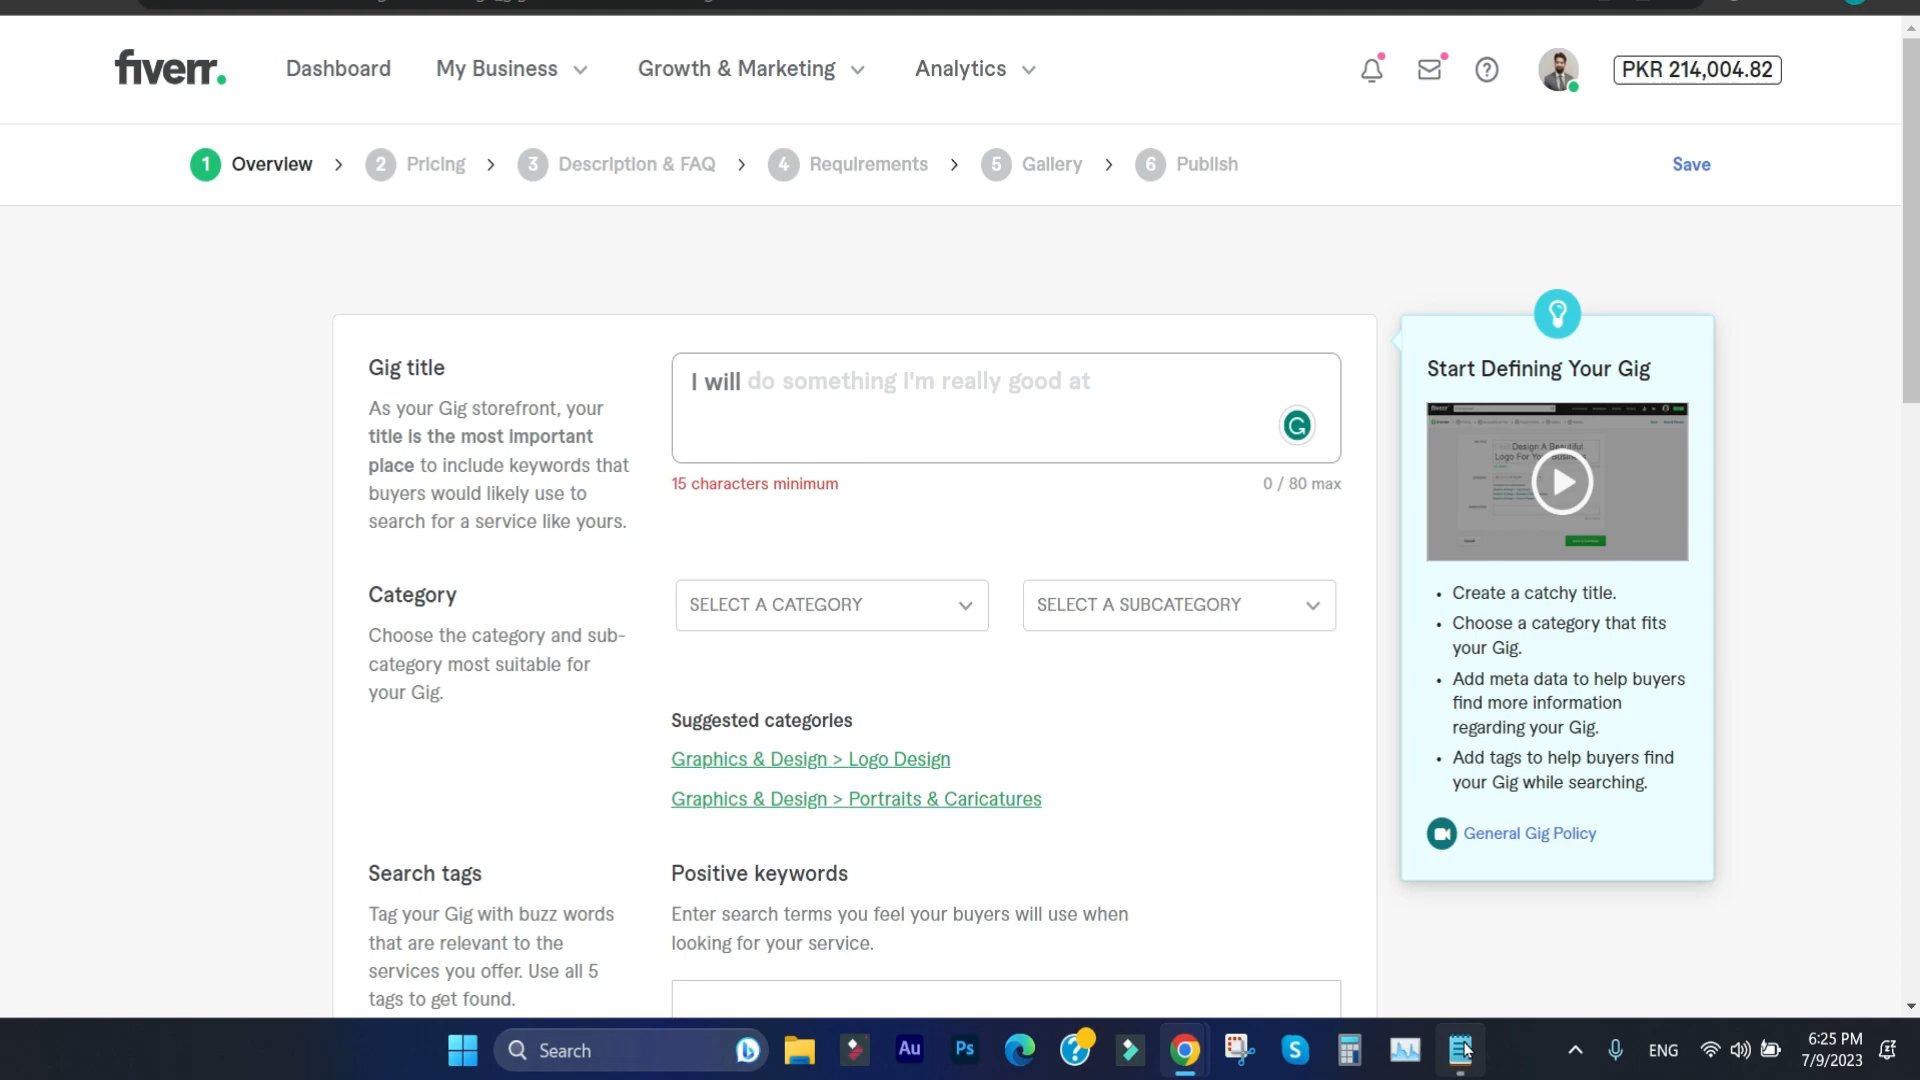 fiverr.
Dashboard
My Business
Growth & Marketing
Analytics
PKR 214,004.82
1 Overview
2 Pricing
3 Description & FAQ
4 Requirements
5 Gallery
6 Publish
Save
Gig title
As your Gig storefront, your
title is the most important
place to include keywords that
buyers would likely use to
search for a service like yours.
I will do something I'm really good at
15 characters minimum
0 / 80 max
Category
Choose the category and sub-
category most suitable for
your Gig.
SELECT A CATEGORY
SELECT A SUBCATEGORY
Suggested categories
Graphics & Design > Logo Design
Graphics & Design > Portraits & Caricatures
Search tags
Tag your Gig with buzz words
that are relevant to the
services you offer. Use all 5
tags to get found.
Positive keywords
Enter search terms you feel your buyers will use when
looking for your service.
Start Defining Your Gig
Design A Beautiful
Logo For Your Business
• Create a catchy title.
• Choose a category that fits
your Gig.
• Add meta data to help buyers
find more information
regarding your Gig.
• Add tags to help buyers find
your Gig while searching.
General Gig Policy
Search
Au
Ps
ENG
6:25 PM
7/9/2023